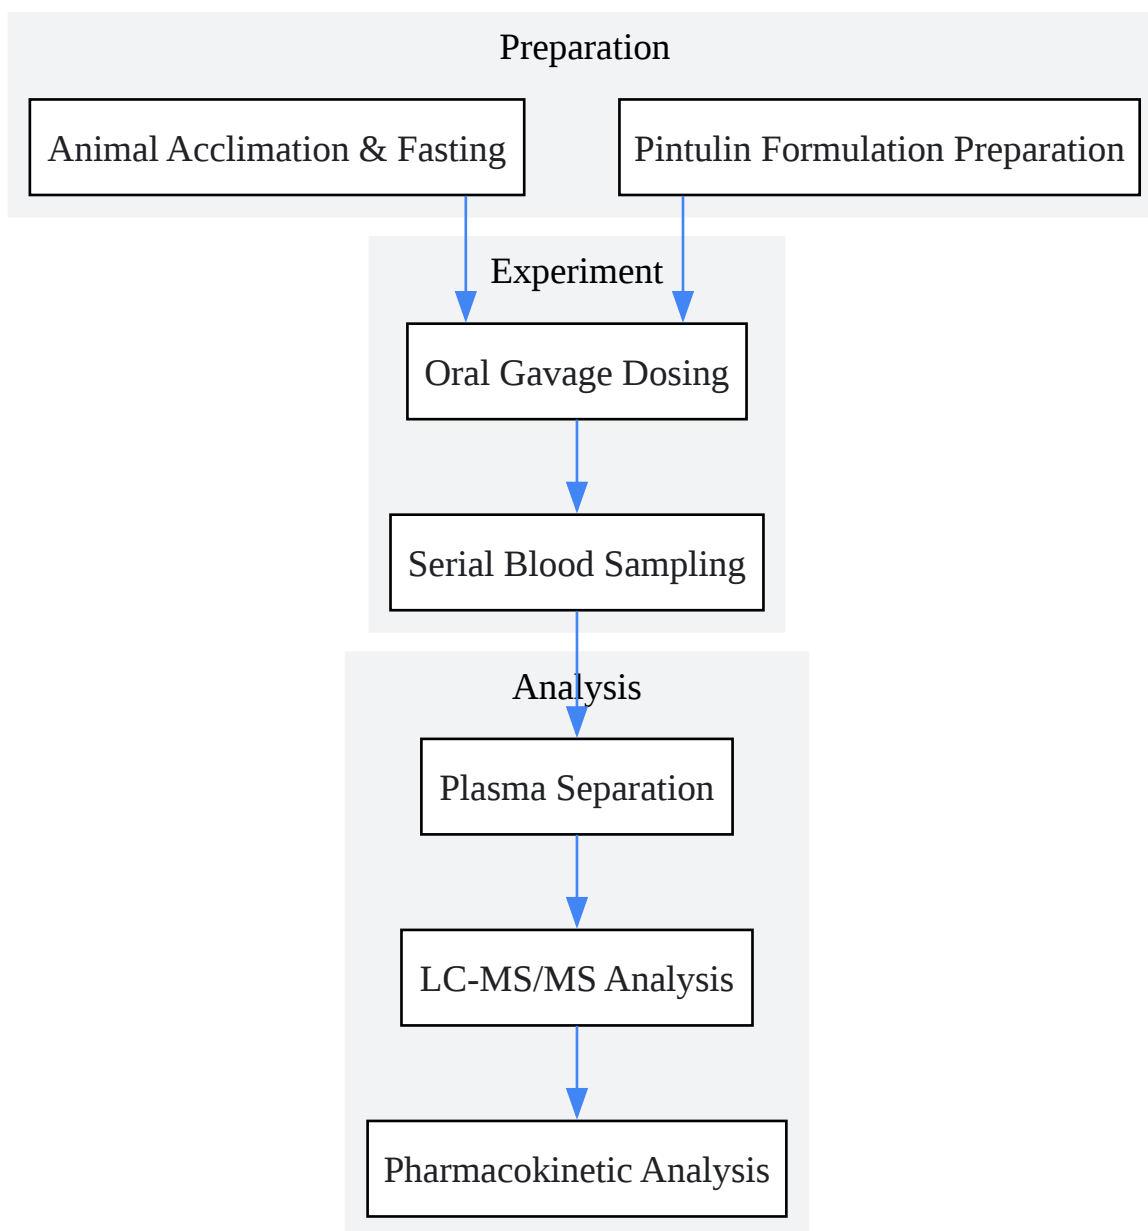 Preparation
Animal Acclimation & Fasting
Pintulin Formulation Preparation
Experiment
Oral Gavage Dosing
Serial Blood Sampling
Analysis
Plasma Separation
LC-MS/MS Analysis
Pharmacokinetic Analysis